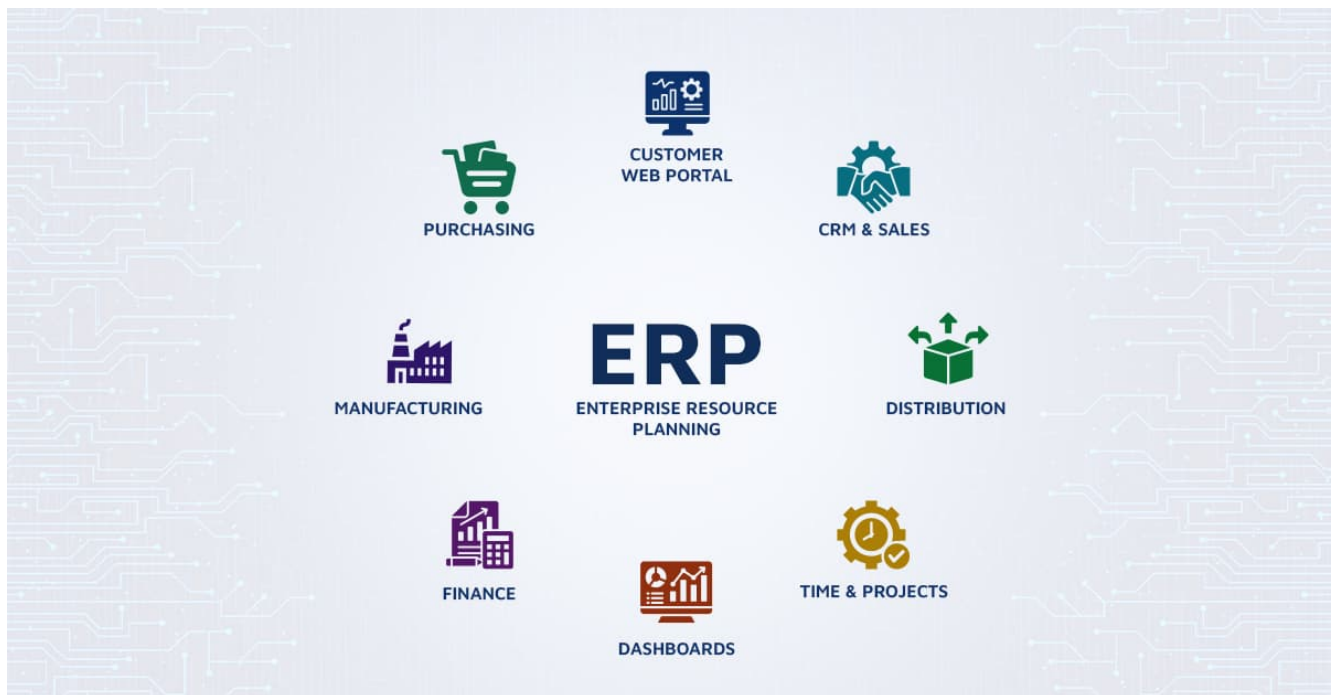 CUSTOMER
WEB PORTAL
PURCHASING
CRM & SALES
ERP
ENTERPRISE RESOURCE
PLANNING
MANUFACTURING
DISTRIBUTION
FINANCE
TIME & PROJECTS
DASHBOARDS